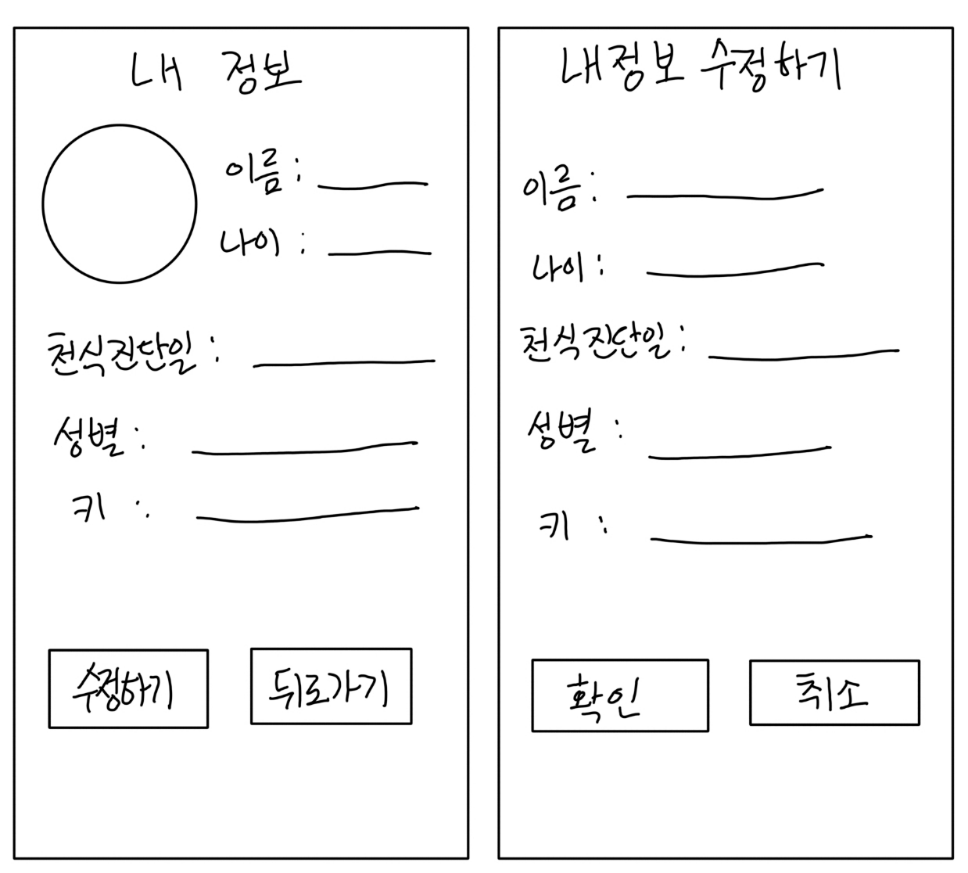 내 정보
이름 :
나이 :
천식진단일 :
성별 :
키 :
수정하기
뒤로가기
내정보 수정하기
이름 :
나이 :
천식진단일 :
성별 :
키 :
확인
취소